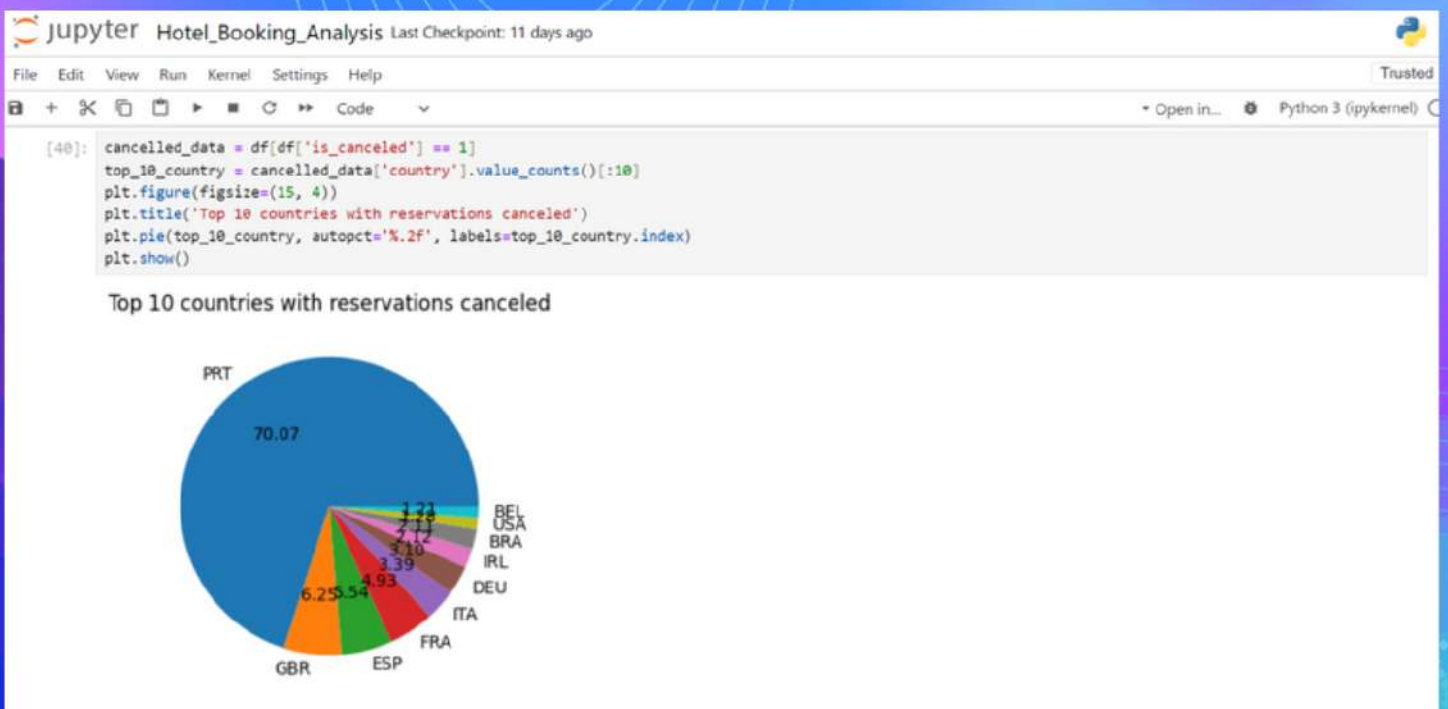 jupyter Hotel_Booking_Analysis Last Checkpoint: 11 days ago
File Edit View Run Kernel Settings Help Trusted
Code Open in... Python 3 (ipykernel)
[40]: cancelled_data = df[df['is_canceled'] == 1]
top_10_country = cancelled_data['country'].value_counts()[:10]
plt.figure(figsize=(15, 4))
plt.title('Top 10 countries with reservations canceled')
plt.pie(top_10_country, autopct='%.2f', labels=top_10_country.index)
plt.show()
Top 10 countries with reservations canceled
PRT
70.07
1.21
BEL
1.28
USA
2.11
BRA
2.12
IRL
3.10
DEU
3.39
ITA
4.93
FRA
6.25
5.54
GBR
ESP